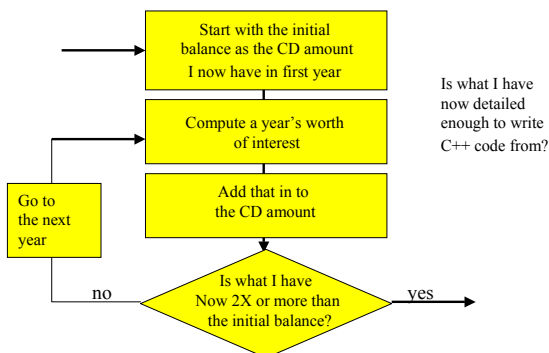 Start with the initial
balance as the CD amount
I now have in first year
Is what I have
now detailed
enough to write
C++ code from?
Compute a year's worth
of interest
Add that in to
the CD amount
Go to
the next
year
Is what I have
Now 2X or more than
the initial balance?
no
yes